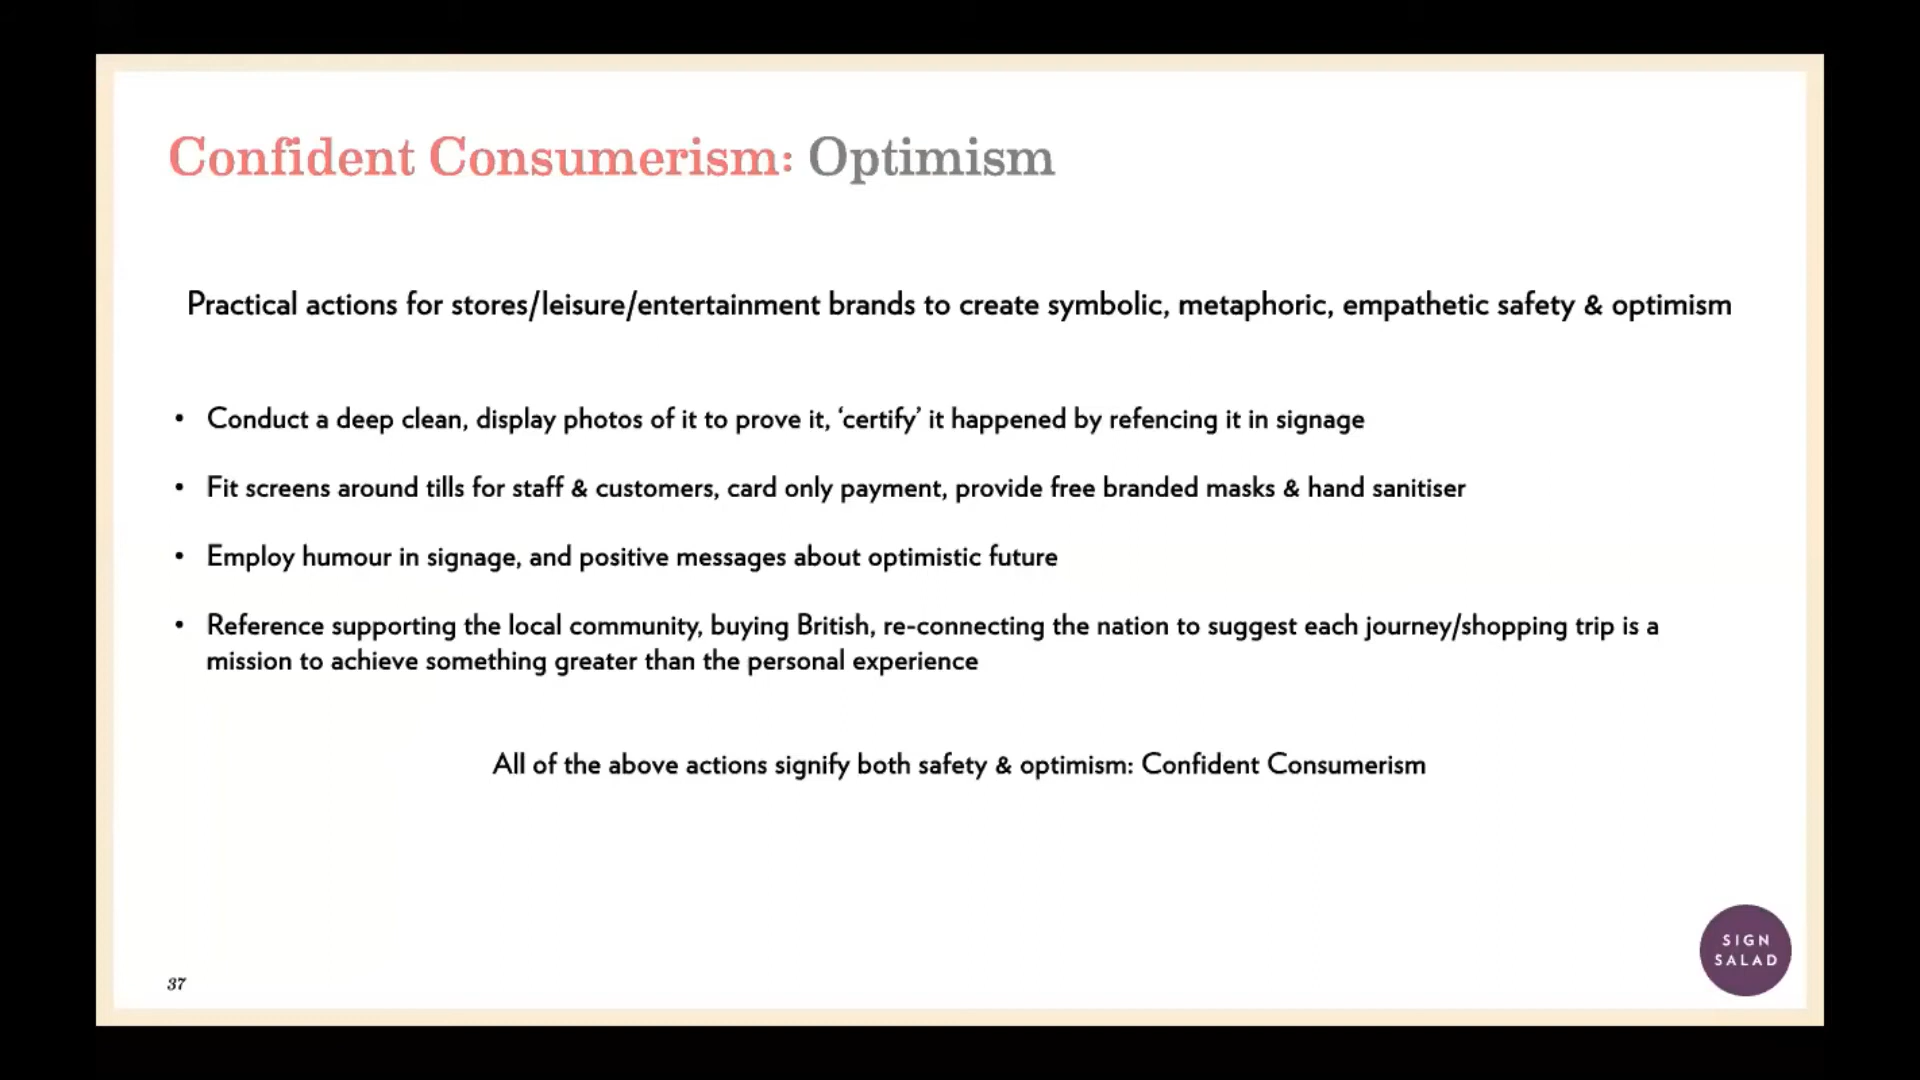 Confident Consumerism: Optimism
Practical actions for stores/leisure/entertainment brands to create symbolic, metaphoric, empathetic safety & optimism
• Conduct a deep clean, display photos of it to prove it, ‘certify’ it happened by refencing it in signage
• Fit screens around tills for staff & customers, card only payment, provide free branded masks & hand sanitiser
• Employ humour in signage, and positive messages about optimistic future
• Reference supporting the local community, buying British, re-connecting the nation to suggest each journey/shopping trip is a
mission to achieve something greater than the personal experience
All of the above actions signify both safety & optimism: Confident Consumerism
SIGN
SALAD
37